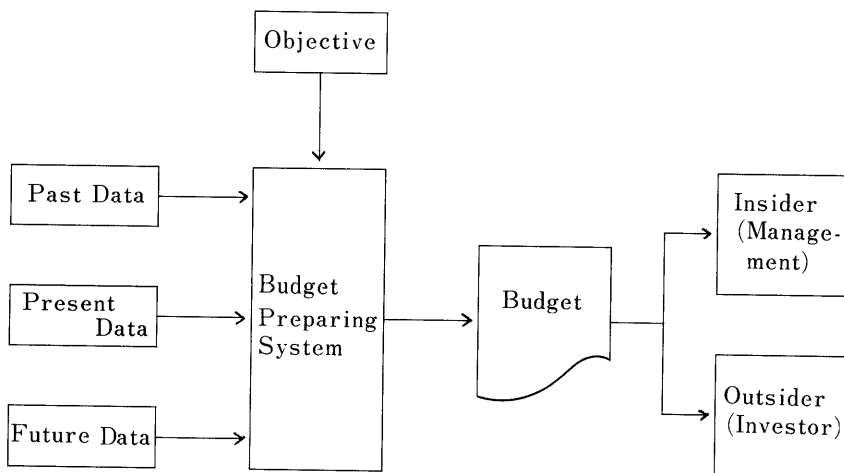 Objective
Past Data
Present
Data
Future Data
Budget
Preparing
System
Budget
Insider
(Manage-
ment)
Outsider
(Investor)